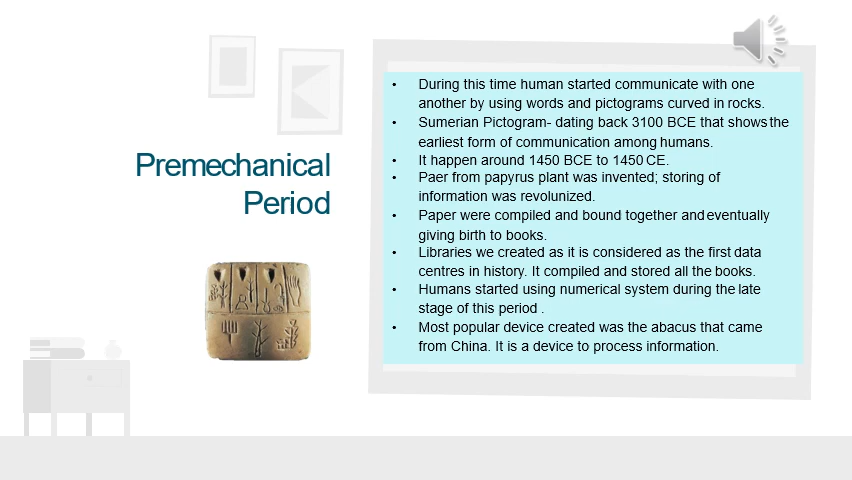 Premechanical
Period
• During this time human started communicate with one
another by using words and pictograms curved in rocks.
• Sumerian Pictogram- dating back 3100 BCE that shows the
earliest form of communication among humans.
• It happen around 1450 BCE to 1450 CE.
• Paer from papyrus plant was invented; storing of
information was revolunized.
• Paper were compiled and bound together and eventually
giving birth to books.
• Libraries we created as it is considered as the first data
centres in history. It compiled and stored all the books.
• Humans started using numerical system during the late
stage of this period .
• Most popular device created was the abacus that came
from China. It is a device to process information.